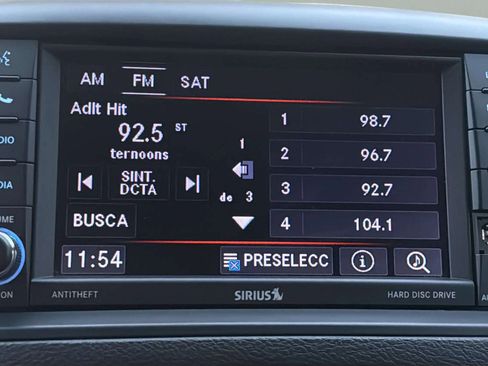 AM FM SAT
Adlt Hit
92.5 ST
ternoons
SINT.
DCTA
BUSCA
1
de 3
1 98.7
2 96.7
3 92.7
4 104.1
11:54
PRESELECC
i
ANTITHEFT
SIRIUS
HARD DISC DRIVE